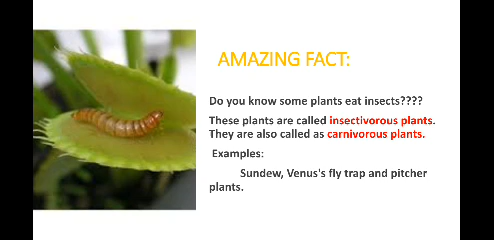 AMAZING FACT:
Do you know some plants eat insects????
These plants are called insectivorous plants.
They are also called as carnivorous plants.
Examples:
Sundew, Venus's fly trap and pitcher
plants.